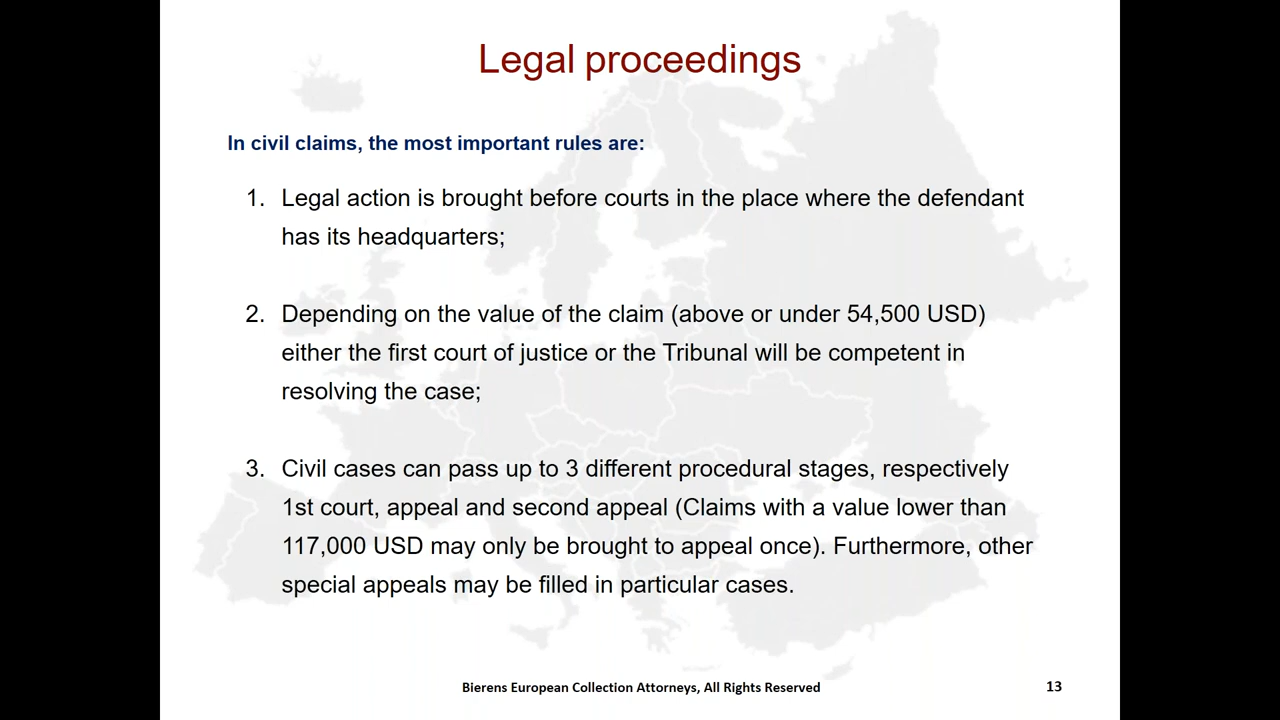 Legal proceedings
In civil claims, the most important rules are:
1. Legal action is brought before courts in the place where the defendant
has its headquarters;
2. Depending on the value of the claim (above or under 54,500 USD)
either the first court of justice or the Tribunal will be competent in
resolving the case;
3. Civil cases can pass up to 3 different procedural stages, respectively
1st court, appeal and second appeal (Claims with a value lower than
117,000 USD may only be brought to appeal once). Furthermore, other
special appeals may be filled in particular cases.
Bierens European Collection Attorneys, All Rights Reserved
13